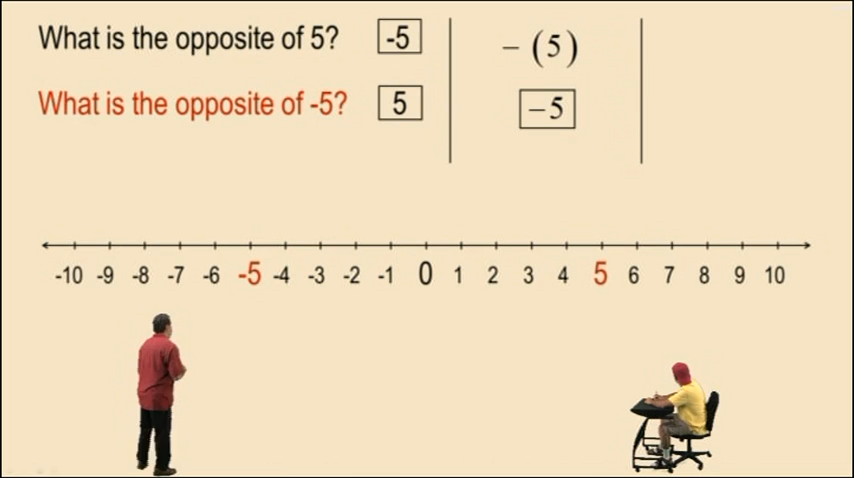 What is the opposite of 5? -5
What is the opposite of -5? 5
− (5)
−5
-10 -9 -8 -7 -6 -5 -4 -3 -2 -1 0 1 2 3 4 5 6 7 8 9 10